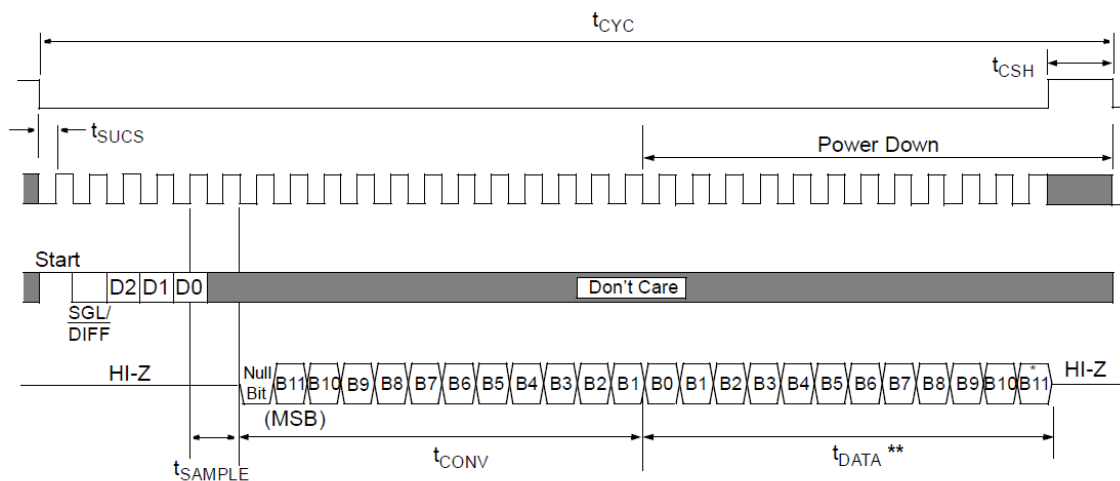 tCYC
tCSH
tSUCS
Power Down
Start
D2 D1 D0
Don't Care
SGL/
DIFF
HI-Z
Null
Bit
B11 B10 B9 B8 B7 B6 B5 B4 B3 B2 B1 B0 B1 B2 B3 B4 B5 B6 B7 B8 B9 B10 B11
*
HI-Z
(MSB)
tSAMPLE
tCONV
tDATA **